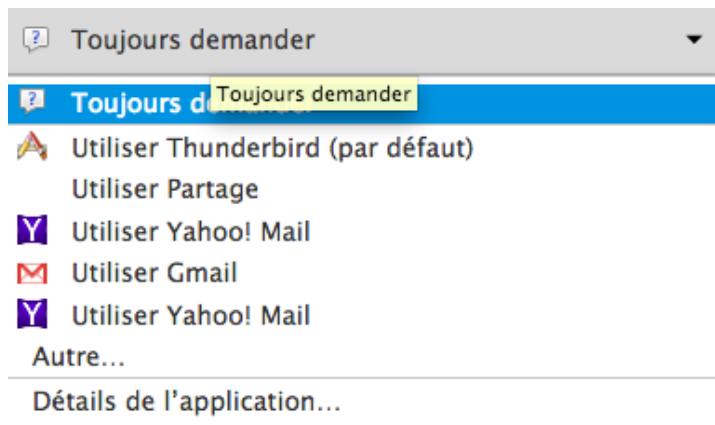 Toujours demander
Toujours demander
Toujours d
Utiliser Thunderbird (par défaut)
Utiliser Partage
Utiliser Yahoo! Mail
Utiliser Gmail
Utiliser Yahoo! Mail
Autre...
Détails de l’application...